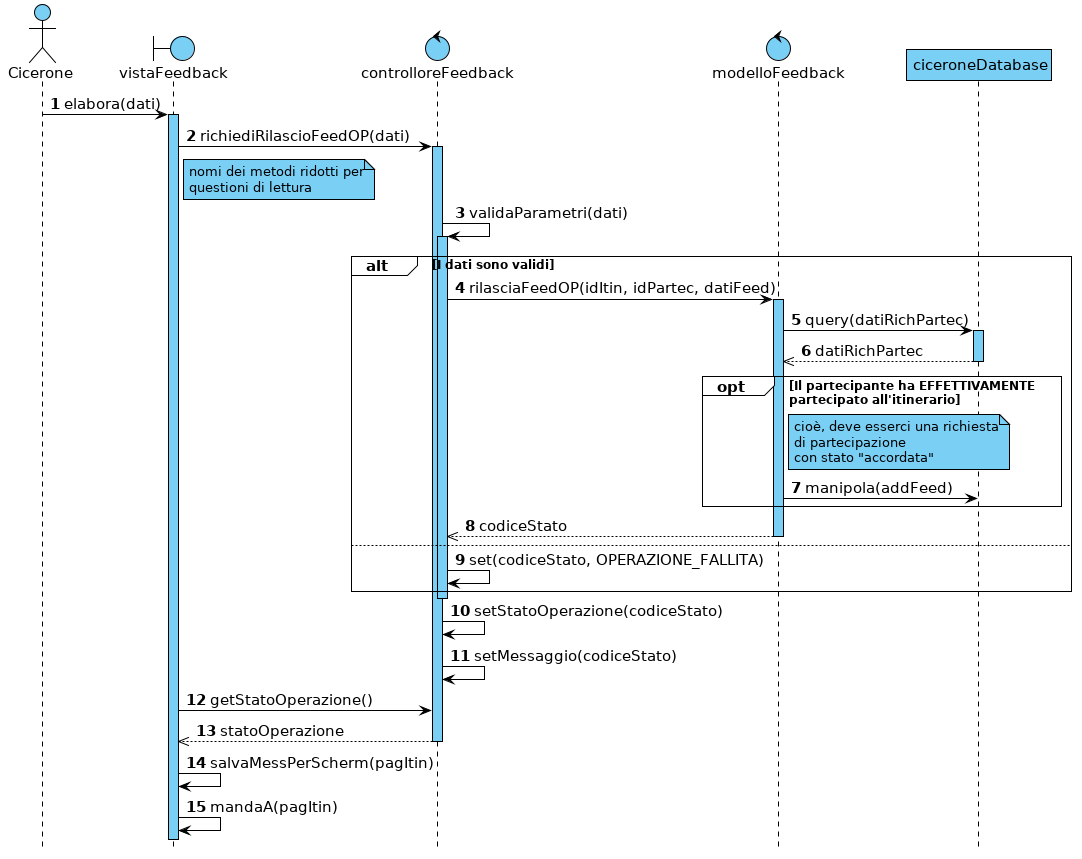 Cicerone
vistaFeedback
controlloreFeedback
modelloFeedback
ciceroneDatabase
1 elabora(dati)
2 richiediRilascioFeedOP(dati)
nomi dei metodi ridotti per
questioni di lettura
3 validaParametri(dati)
alt
[I dati sono validi]
4 rilasciaFeedOP(idItin, idPartec, datiFeed)
5 query(datiRichPartec)
6 datiRichPartec
opt
[Il partecipante ha EFFETTIVAMENTE
partecipato all'itinerario]
cioè, deve esserci una richiesta
di partecipazione
con stato "accordata"
7 manipola(addFeed)
8 codiceStato
9 set(codiceStato, OPERAZIONE_FALLITA)
10 setStatoOperazione(codiceStato)
11 setMessaggio(codiceStato)
12 getStatoOperazione()
13 statoOperazione
14 salvaMessPerScherm(pagItin)
15 mandaA(pagItin)